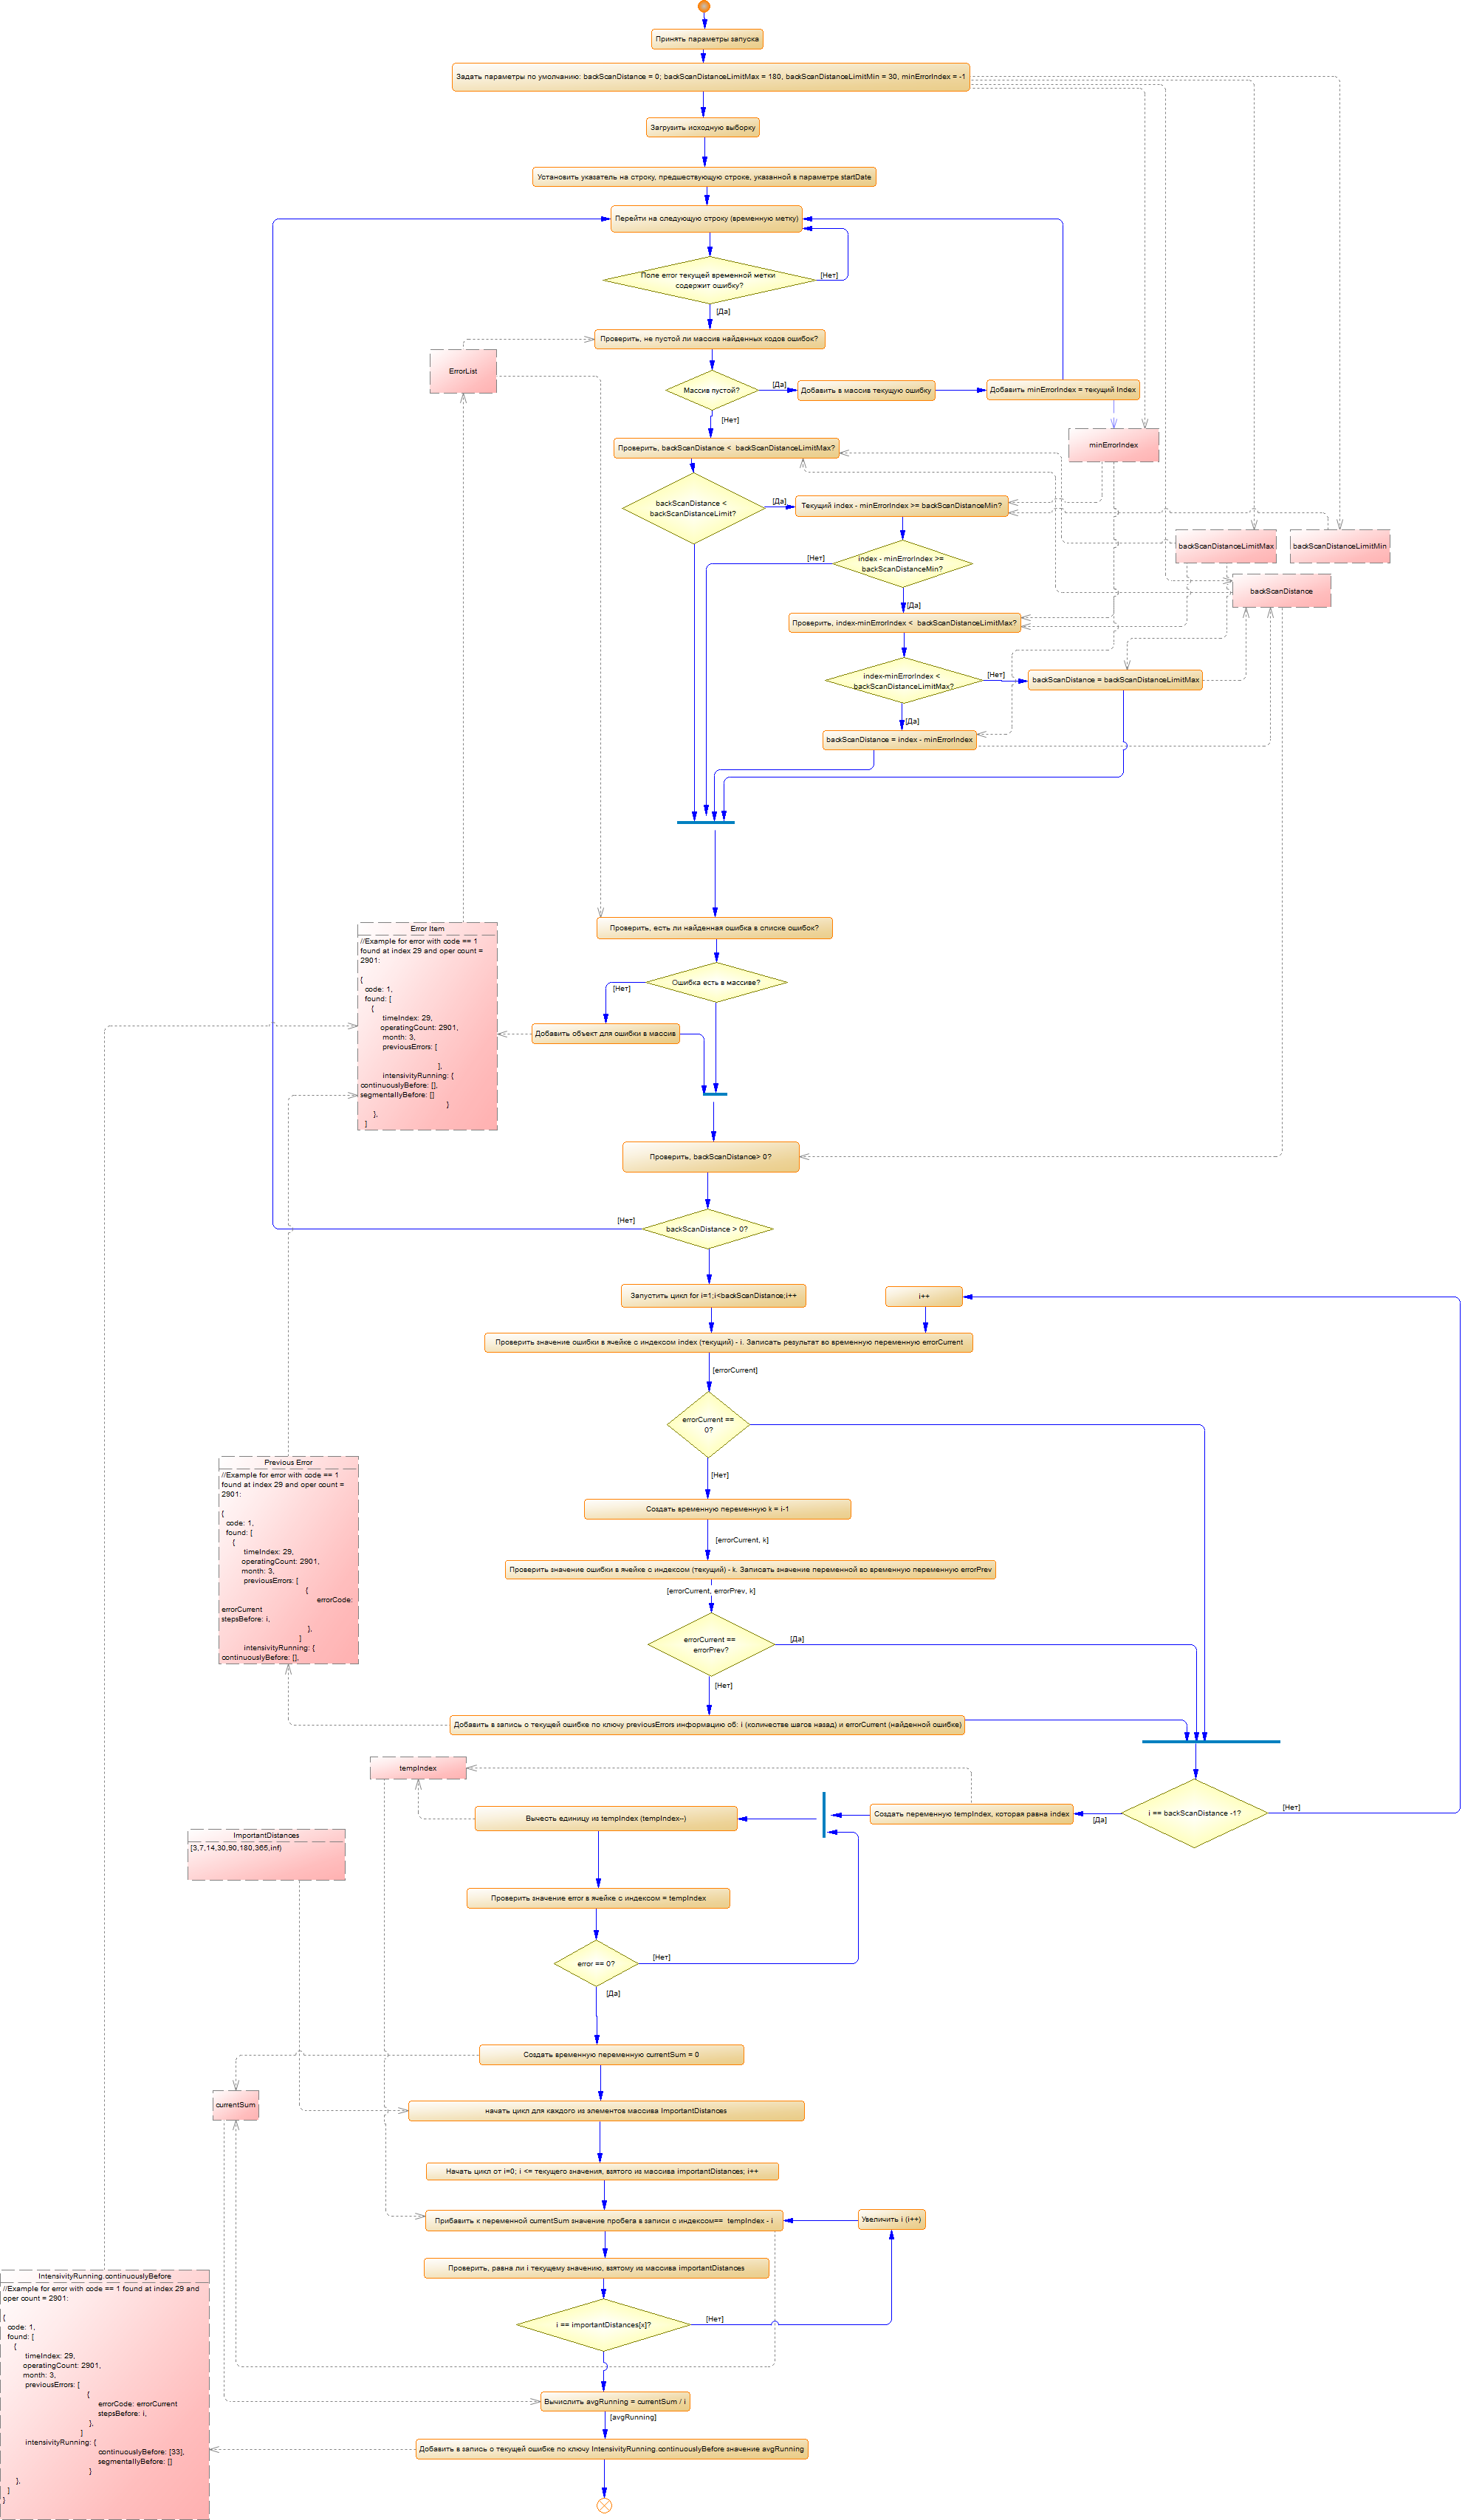 Принять параметры запуска
Задать параметры по умолчанию: backScanDistance = 0; backScanDistanceLimitMax = 180, backScanDistanceLimitMin = 30, minErrorIndex = -1
Загрузить исходную выборку
Установить указатель на строку, предшествующую строке, указанной в параметре startDate
Перейти на следующую строку (временную метку)
Поле error текущей временной метки
содержит ошибку?
[Нет]
[Да]
Проверить, не пустой ли массив найденных кодов ошибок?
ErrorList
Массив пустой?
[Да]
Добавить в массив текущую ошибку
Добавить minErrorIndex = текущий Index
[Нет]
minErrorIndex
Проверить, backScanDistance < backScanDistanceLimitMax?
backScanDistance <
backScanDistanceLimit?
[Да]
Текущий index - minErrorIndex >= backScanDistanceMin?
backScanDistanceLimitMax
backScanDistanceLimitMin
[Нет]
index - minErrorIndex >=
backScanDistanceMin?
backScanDistance
[Да]
Проверить, index-minErrorIndex < backScanDistanceLimitMax?
index-minErrorIndex <
backScanDistanceLimitMax?
[Нет]
backScanDistance = backScanDistanceLimitMax
[Да]
backScanDistance = index - minErrorIndex
Проверить, есть ли найденная ошибка в списке ошибок?
Error Item
//Example for error with code == 1
found at index 29 and oper count =
2901:
{
code: 1,
found: [
{
timeIndex: 29,
operatingCount: 2901,
month: 3,
previousErrors: [
],
intensivityRunning: {
continuouslyBefore: [],
segmentallyBefore: []
}
},
]
Ошибка есть в массиве?
[Нет]
Добавить объект для ошибки в массив
Проверить, backScanDistance> 0?
[Нет]
backScanDistance > 0?
Запустить цикл for i=1;i<backScanDistance;i++
i++
Проверить значение ошибки в ячейке с индексом index (текущий) - i. Записать результат во временную переменную errorCurrent
[errorCurrent]
errorCurrent ==
0?
[Нет]
Previous Error
//Example for error with code == 1
found at index 29 and oper count =
2901:
{
code: 1,
found: [
{
timeIndex: 29,
operatingCount: 2901,
month: 3,
previousErrors: [
{
errorCode:
errorCurrent
stepsBefore: i,
},
]
intensivityRunning: {
continuouslyBefore: [],
Создать временную переменную k = i-1
[errorCurrent, k]
Проверить значение ошибки в ячейке с индексом (текущий) - k. Записать значение переменной во временную переменную errorPrev
[errorCurrent, errorPrev, k]
errorCurrent ==
errorPrev?
[Да]
[Нет]
Добавить в запись о текущей ошибке по ключу previousErrors информацию об: i (количестве шагов назад) и errorCurrent (найденной ошибке)
tempIndex
i == backScanDistance -1?
[Нет]
[Да]
Создать переменную tempIndex, которая равна index
Вычесть единицу из tempIndex (tempIndex--)
ImportantDistances
[3,7,14,30,90,180,365,inf)
Проверить значение error в ячейке с индексом = tempIndex
error == 0?
[Нет]
[Да]
Создать временную переменную currentSum = 0
currentSum
начать цикл для каждого из элементов массива ImportantDistances
Начать цикл от i=0; i <= текущего значения, взятого из массива importantDistances; i++
Прибавить к переменной currentSum значение пробега в записи с индексом== tempIndex - i
Увеличить i (i++)
Проверить, равна ли i текущему значению, взятому из массива importantDistances
i == importantDistances[x]?
[Нет]
IntensivityRunning.continuouslyBefore
//Example for error with code == 1 found at index 29 and
oper count = 2901:
{
code: 1,
found: [
{
timeIndex: 29,
operatingCount: 2901,
month: 3,
previousErrors: [
{
errorCode: errorCurrent
stepsBefore: i,
},
]
intensivityRunning: {
continuouslyBefore: [33],
segmentallyBefore: []
}
},
]
}
Вычислить avgRunning = currentSum / i
[avgRunning]
Добавить в запись о текущей ошибке по ключу IntensivityRunning.continuouslyBefore значение avgRunning